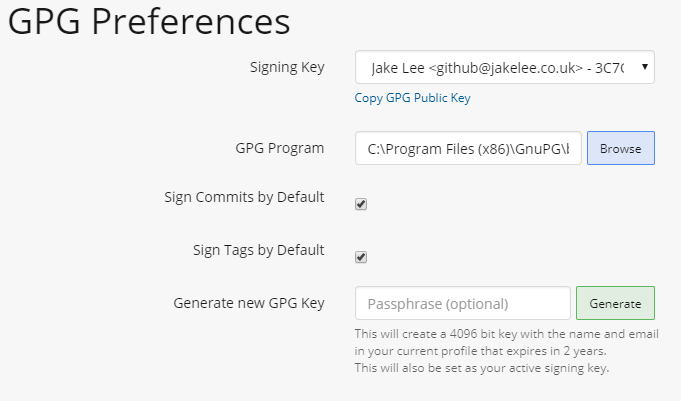 GPG Preferences
Signing Key
Jake Lee <github@jakelee.co.uk> - 3C7C
Copy GPG Public Key
GPG Program
C:\Program Files (x86)\GnuPG\b
Browse
Sign Commits by Default
Sign Tags by Default
Generate new GPG Key
Passphrase (optional)
Generate
This will create a 4096 bit key with the name and email
in your current profile that expires in 2 years.
This will also be set as your active signing key.